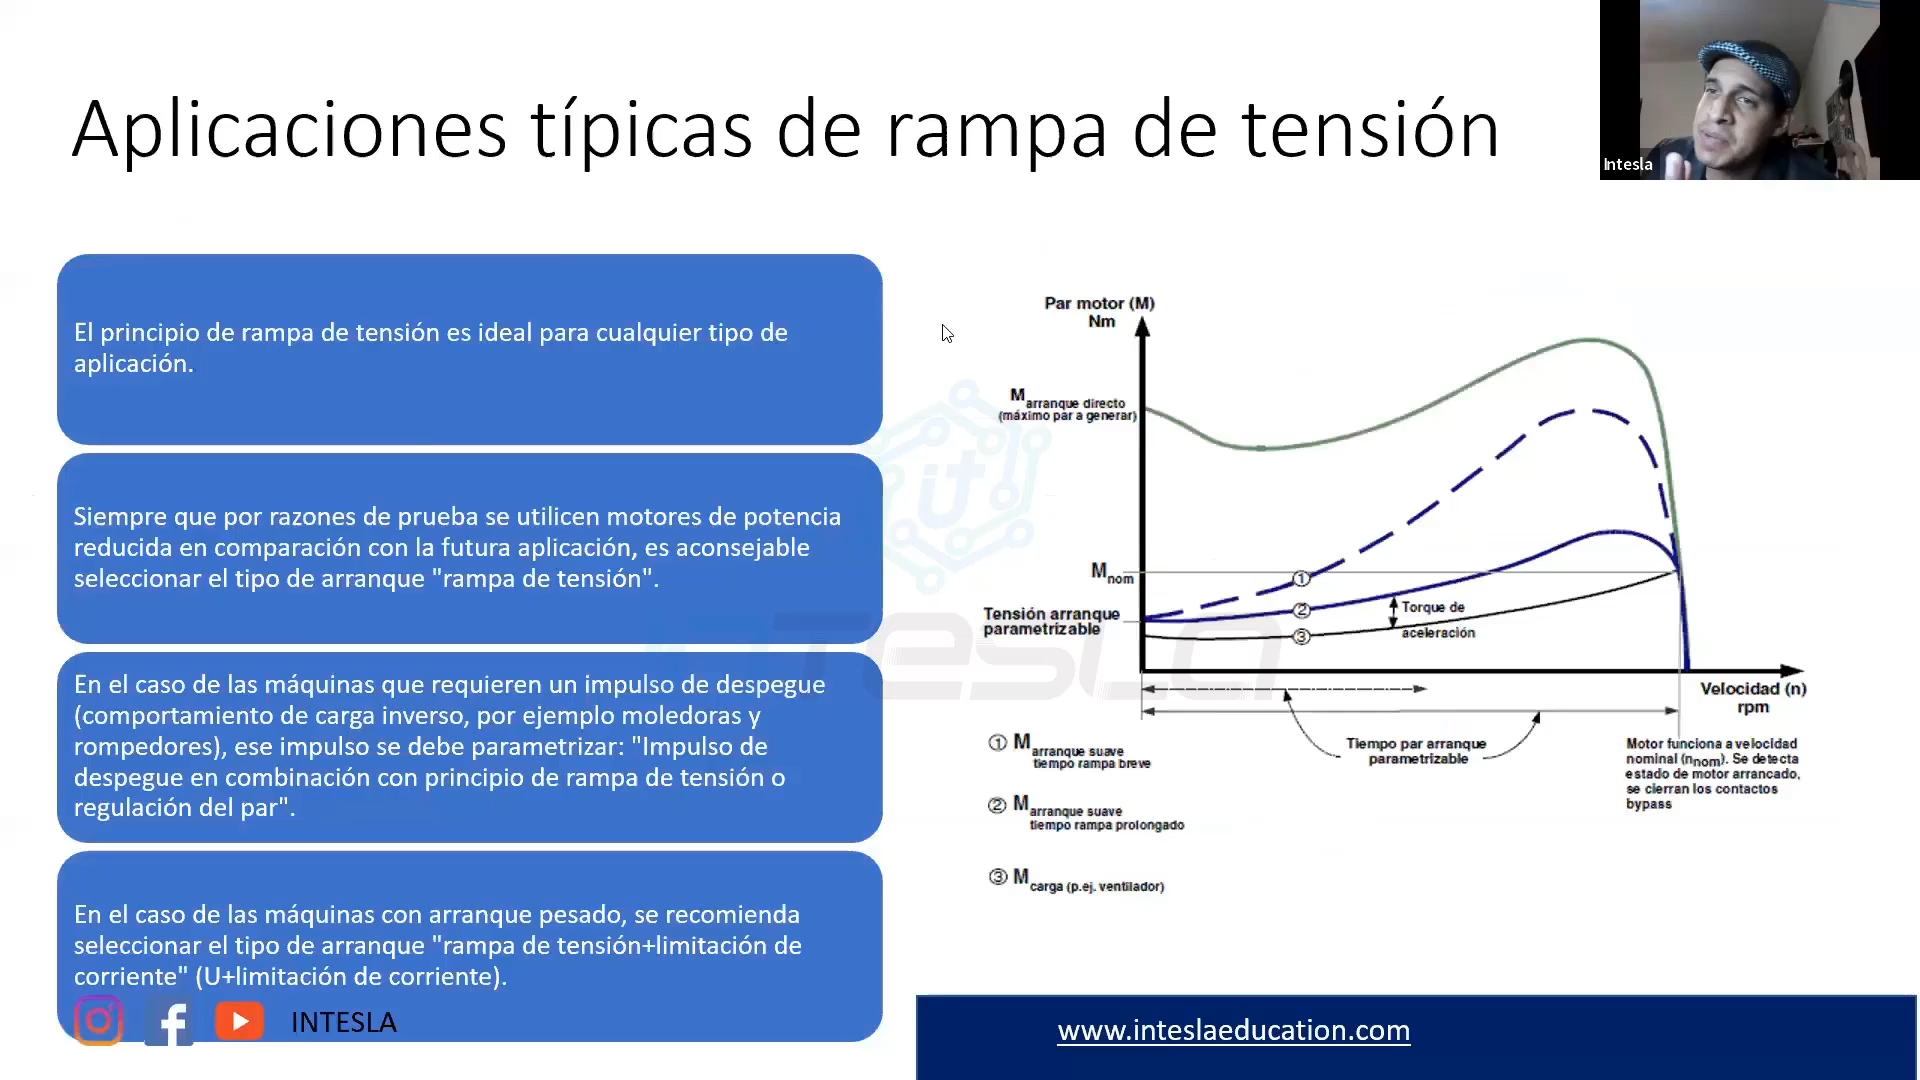 Aplicaciones típicas de rampa de tensión
Intesla
El principio de rampa de tensión es ideal para cualquier tipo de
aplicación.
Siempre que por razones de prueba se utilicen motores de potencia
reducida en comparación con la futura aplicación, es aconsejable
seleccionar el tipo de arranque "rampa de tensión".
En el caso de las máquinas que requieren un impulso de despegue
(comportamiento de carga inverso, por ejemplo moledoras y
rompedores), ese impulso se debe parametrizar: "Impulso de
despegue en combinación con principio de rampa de tensión o
regulación del par".
En el caso de las máquinas con arranque pesado, se recomienda
seleccionar el tipo de arranque "rampa de tensión+limitación de
corriente" (U+limitación de corriente).
INTESLA
Par motor (M)
Nm
M arranque directo
(máximo par a generar)
M nom
Tensión arranque
parametrizable
①
②
③
Torque de
aceleración
Velocidad (n)
rpm
Tiempo par arranque
parametrizable
Motor funciona a velocidad
nominal (nnom). Se detecta
estado de motor arrancado,
se cierran los contactos
bypass
① M arranque suave
tiempo rampa breve
② M arranque suave
tiempo rampa prolongado
③ M carga (p.ej. ventilador)
it
TESLA
www.inteslaeducation.com